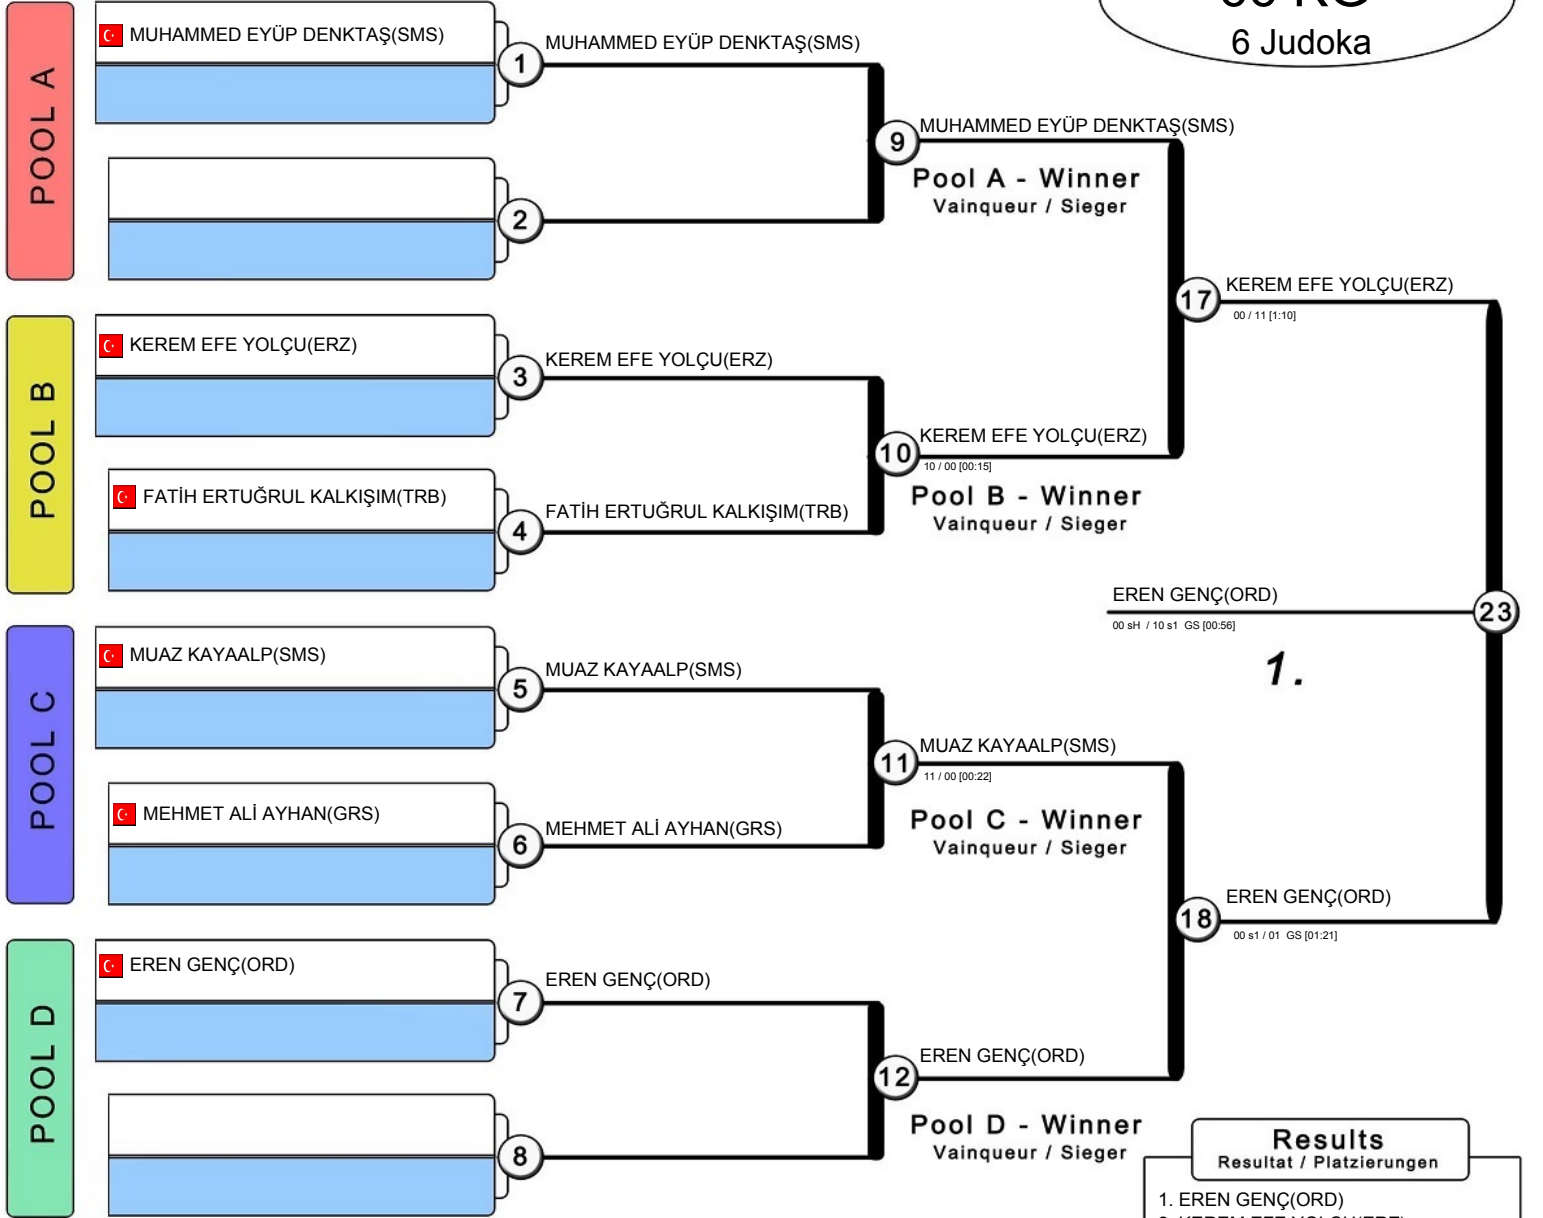 6 Judoka
POOL A
MUHAMMED EYÜP DENKTAŞ(SMS)
1
MUHAMMED EYÜP DENKTAŞ(SMS)
2
9
MUHAMMED EYÜP DENKTAŞ(SMS)
Pool A - Winner
Vainqueur / Sieger
POOL B
KEREM EFE YOLÇU(ERZ)
3
KEREM EFE YOLÇU(ERZ)
FATİH ERTUĞRUL KALKIŞIM(TRB)
4
FATİH ERTUĞRUL KALKIŞIM(TRB)
10
KEREM EFE YOLÇU(ERZ)
10 / 00 [00:15]
Pool B - Winner
Vainqueur / Sieger
17
KEREM EFE YOLÇU(ERZ)
00 / 11 [1:10]
EREN GENÇ(ORD)
00 sH / 10 s1 GS [00:56]
23
1.
POOL C
MUAZ KAYAALP(SMS)
5
MUAZ KAYAALP(SMS)
MEHMET ALİ AYHAN(GRS)
6
MEHMET ALİ AYHAN(GRS)
11
MUAZ KAYAALP(SMS)
11 / 00 [00:22]
Pool C - Winner
Vainqueur / Sieger
18
EREN GENÇ(ORD)
00 s1 / 01 GS [01:21]
POOL D
EREN GENÇ(ORD)
7
EREN GENÇ(ORD)
8
12
EREN GENÇ(ORD)
Pool D - Winner
Vainqueur / Sieger
Results
Resultat / Platzierungen
1. EREN GENÇ(ORD)